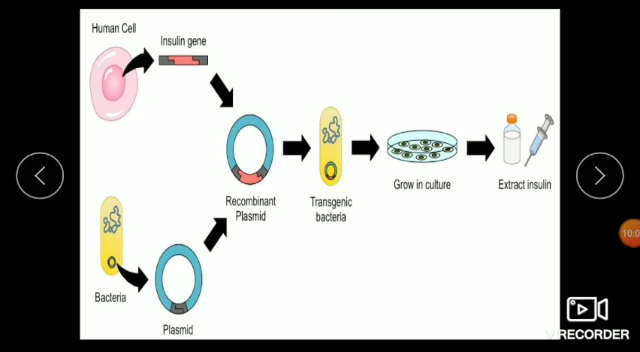 Human Cell
Insulin gene
Recombinant
Plasmid
Transgenic
bacteria
Grow in culture
Extract insulin
Bacteria
Plasmid
10:0
RECORDER